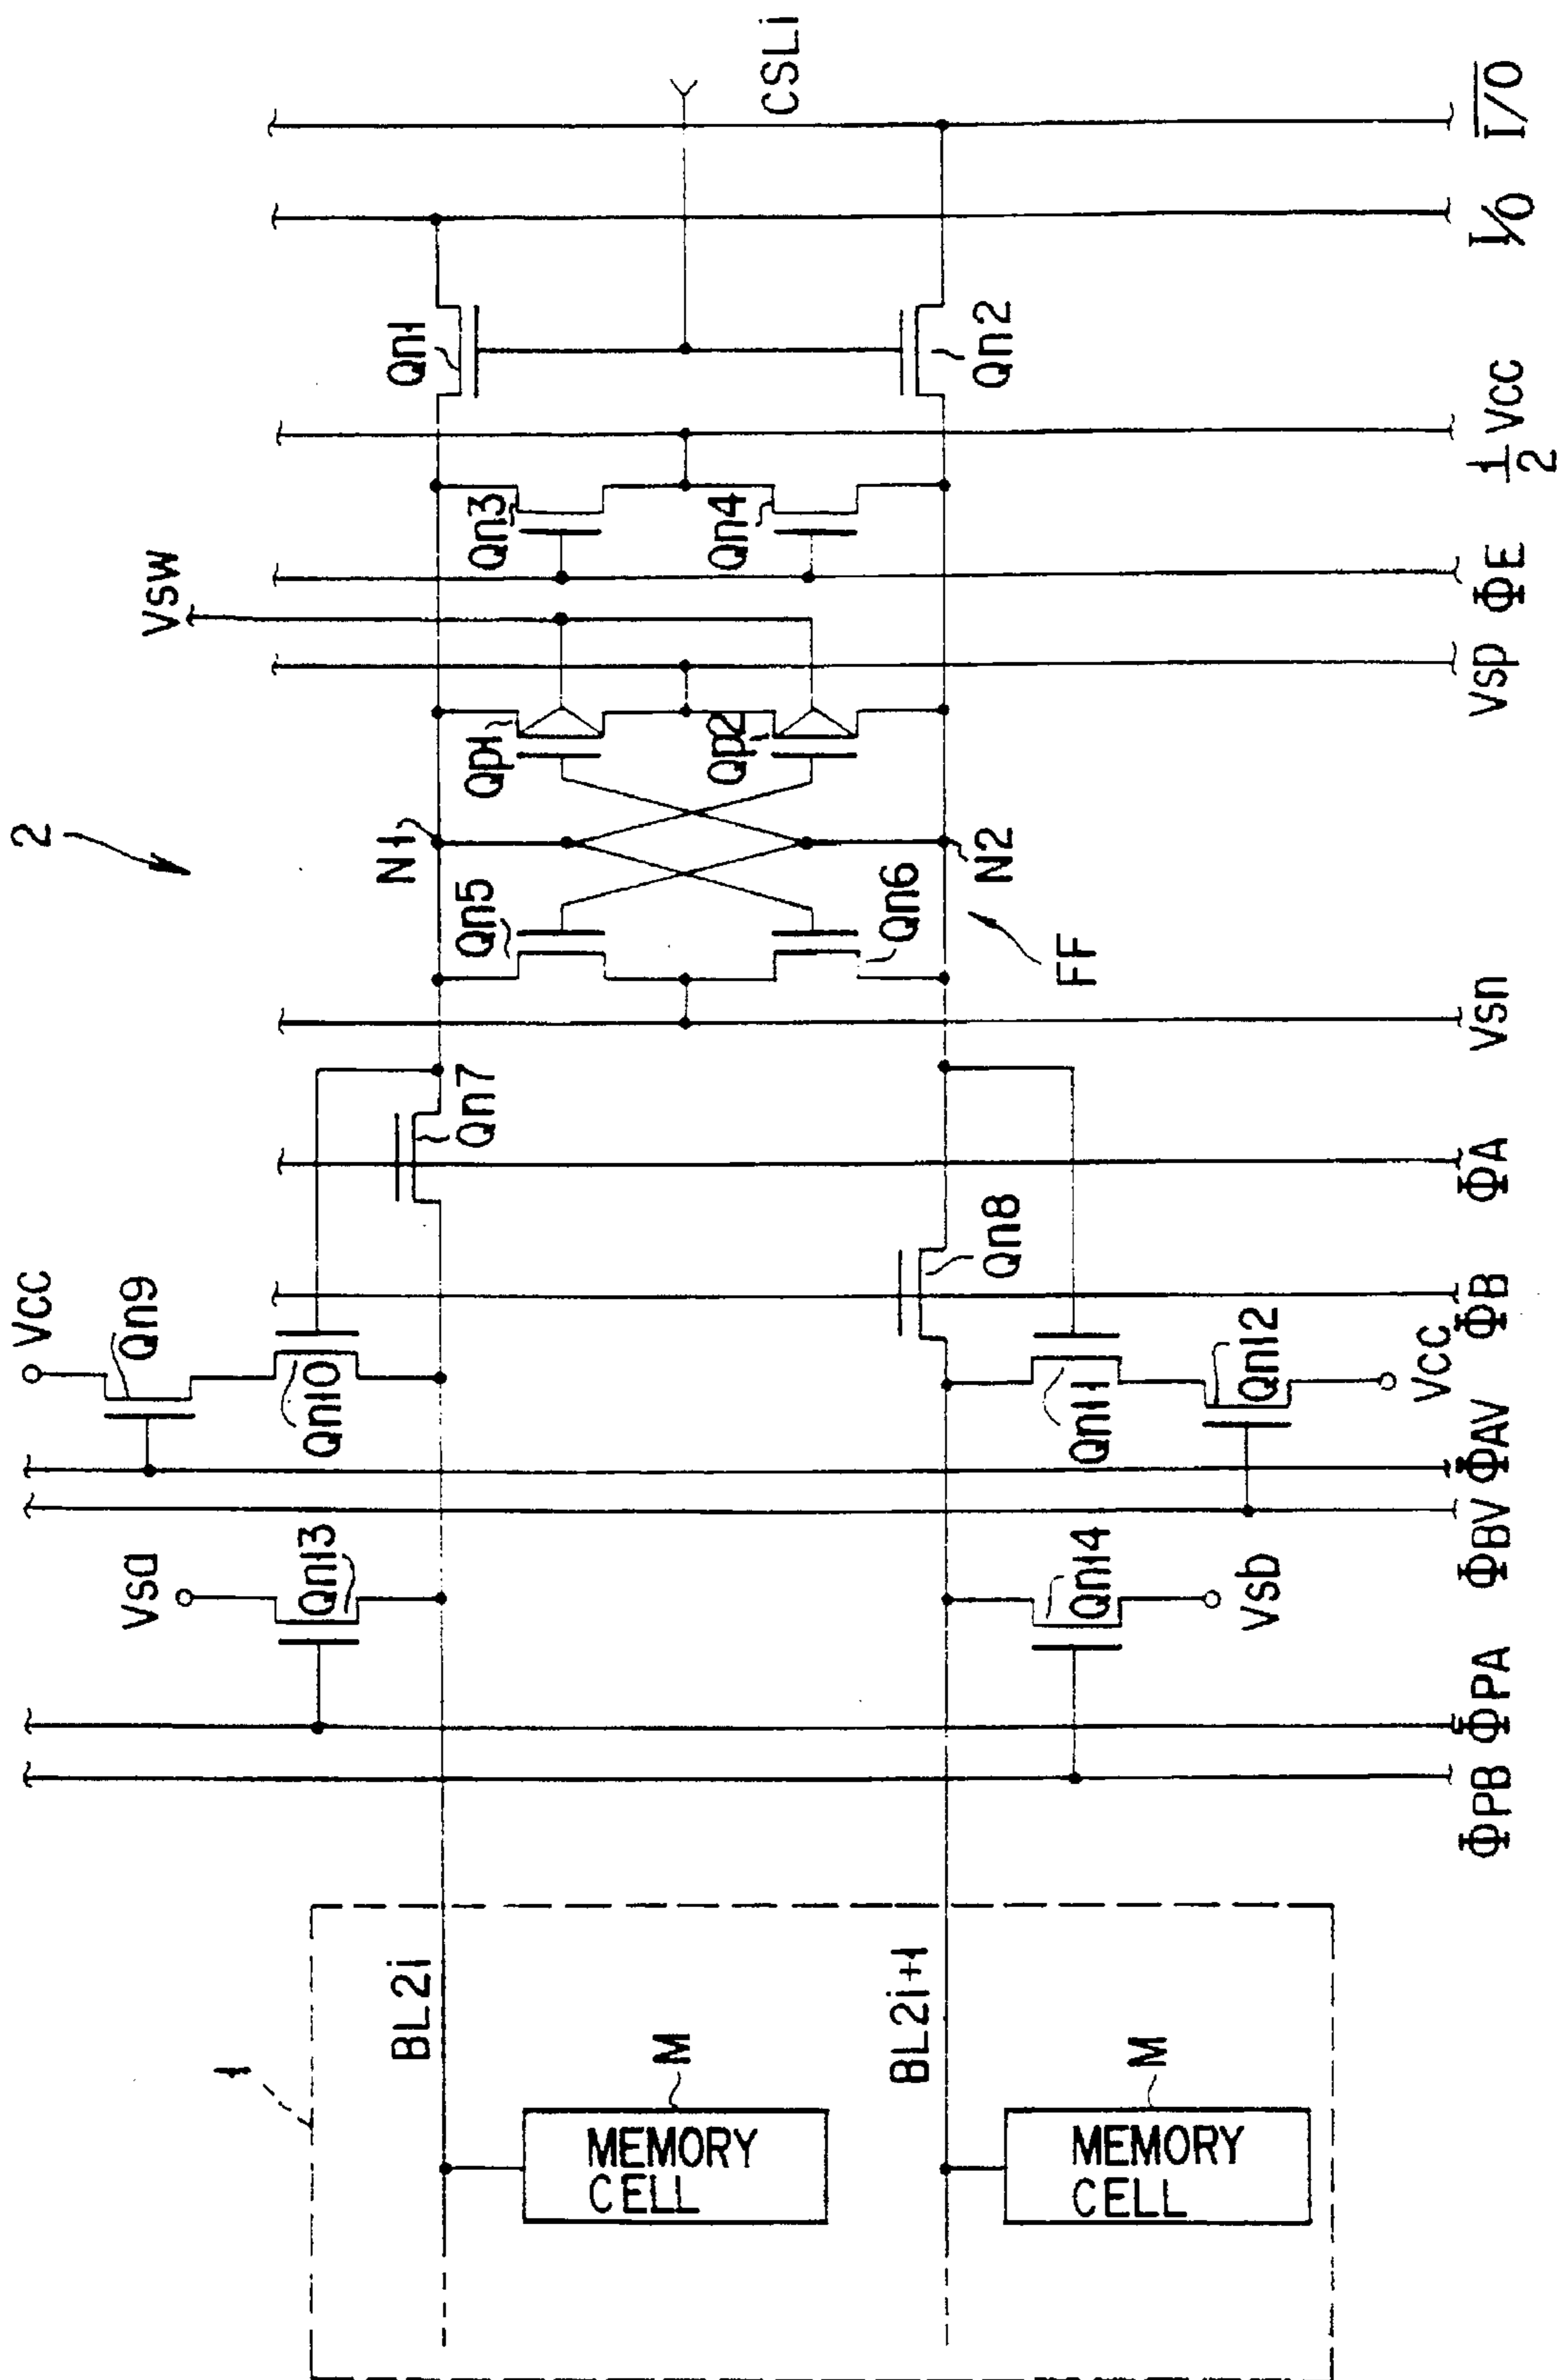 2
1
BL2i
MEMORY
CELL
M
BL2i+1
MEMORY
CELL
M
Vsa
Qn13
Qn14
Vsb
VCC
Qn9
Qn10
Qn11
Qn12
VCC
Qn7
Qn8
N1
Qn5
Qn6
N2
FF
Vsw
Qp1
Qp2
Qn3
Qn4
Qn1
Qn2
CSLi
ΦPB
ΦPA
ΦBV
ΦAV
ΦB
ΦA
Vsn
Vsp
ΦE
1/2 VCC
I/O
I̅/̅O̅